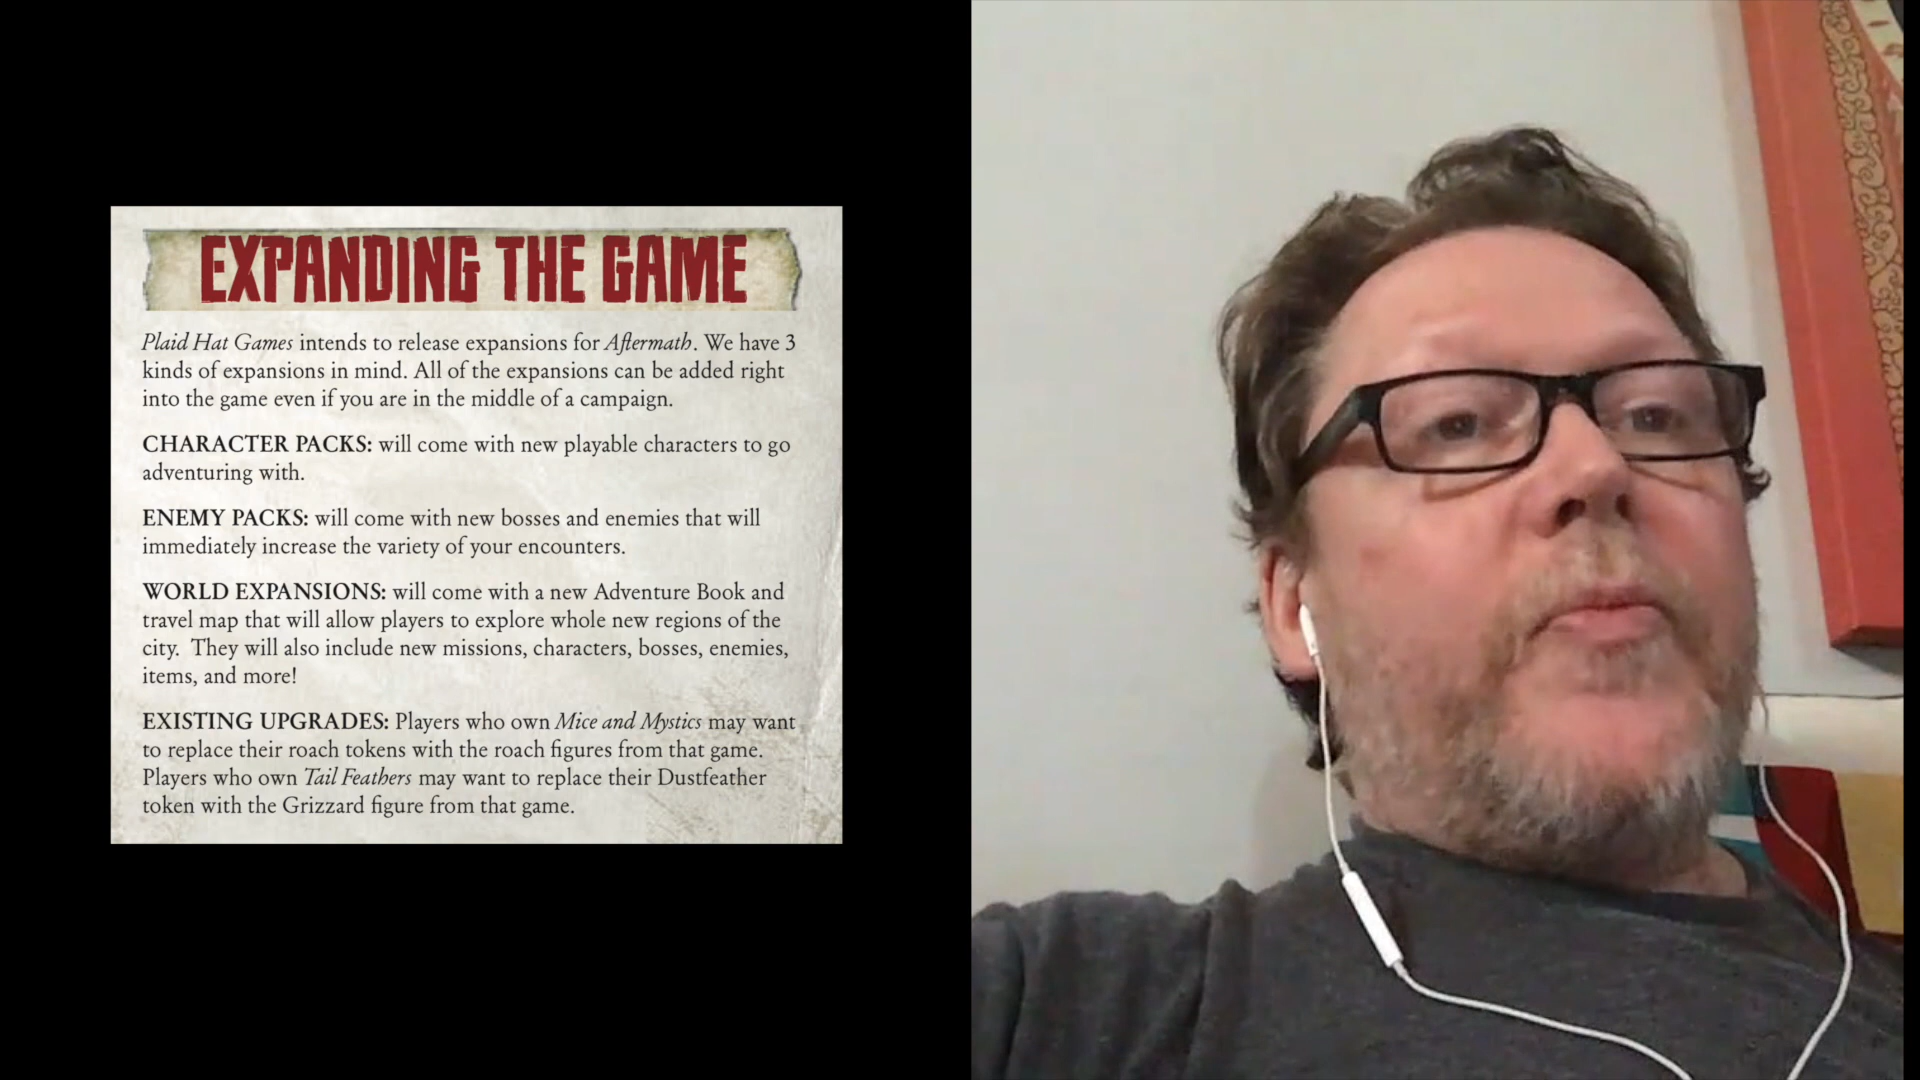 EXPANDING THE GAME
Plaid Hat Games intends to release expansions for Aftermath. We have 3
kinds of expansions in mind. All of the expansions can be added right
into the game even if you are in the middle of a campaign.
CHARACTER PACKS: will come with new playable characters to go
adventuring with.
ENEMY PACKS: will come with new bosses and enemies that will
immediately increase the variety of your encounters.
WORLD EXPANSIONS: will come with a new Adventure Book and
travel map that will allow players to explore whole new regions of the
city.  They will also include new missions, characters, bosses, enemies,
items, and more!
EXISTING UPGRADES: Players who own Mice and Mystics may want
to replace their roach tokens with the roach figures from that game.
Players who own Tail Feathers may want to replace their Dustfeather
token with the Grizzard figure from that game.